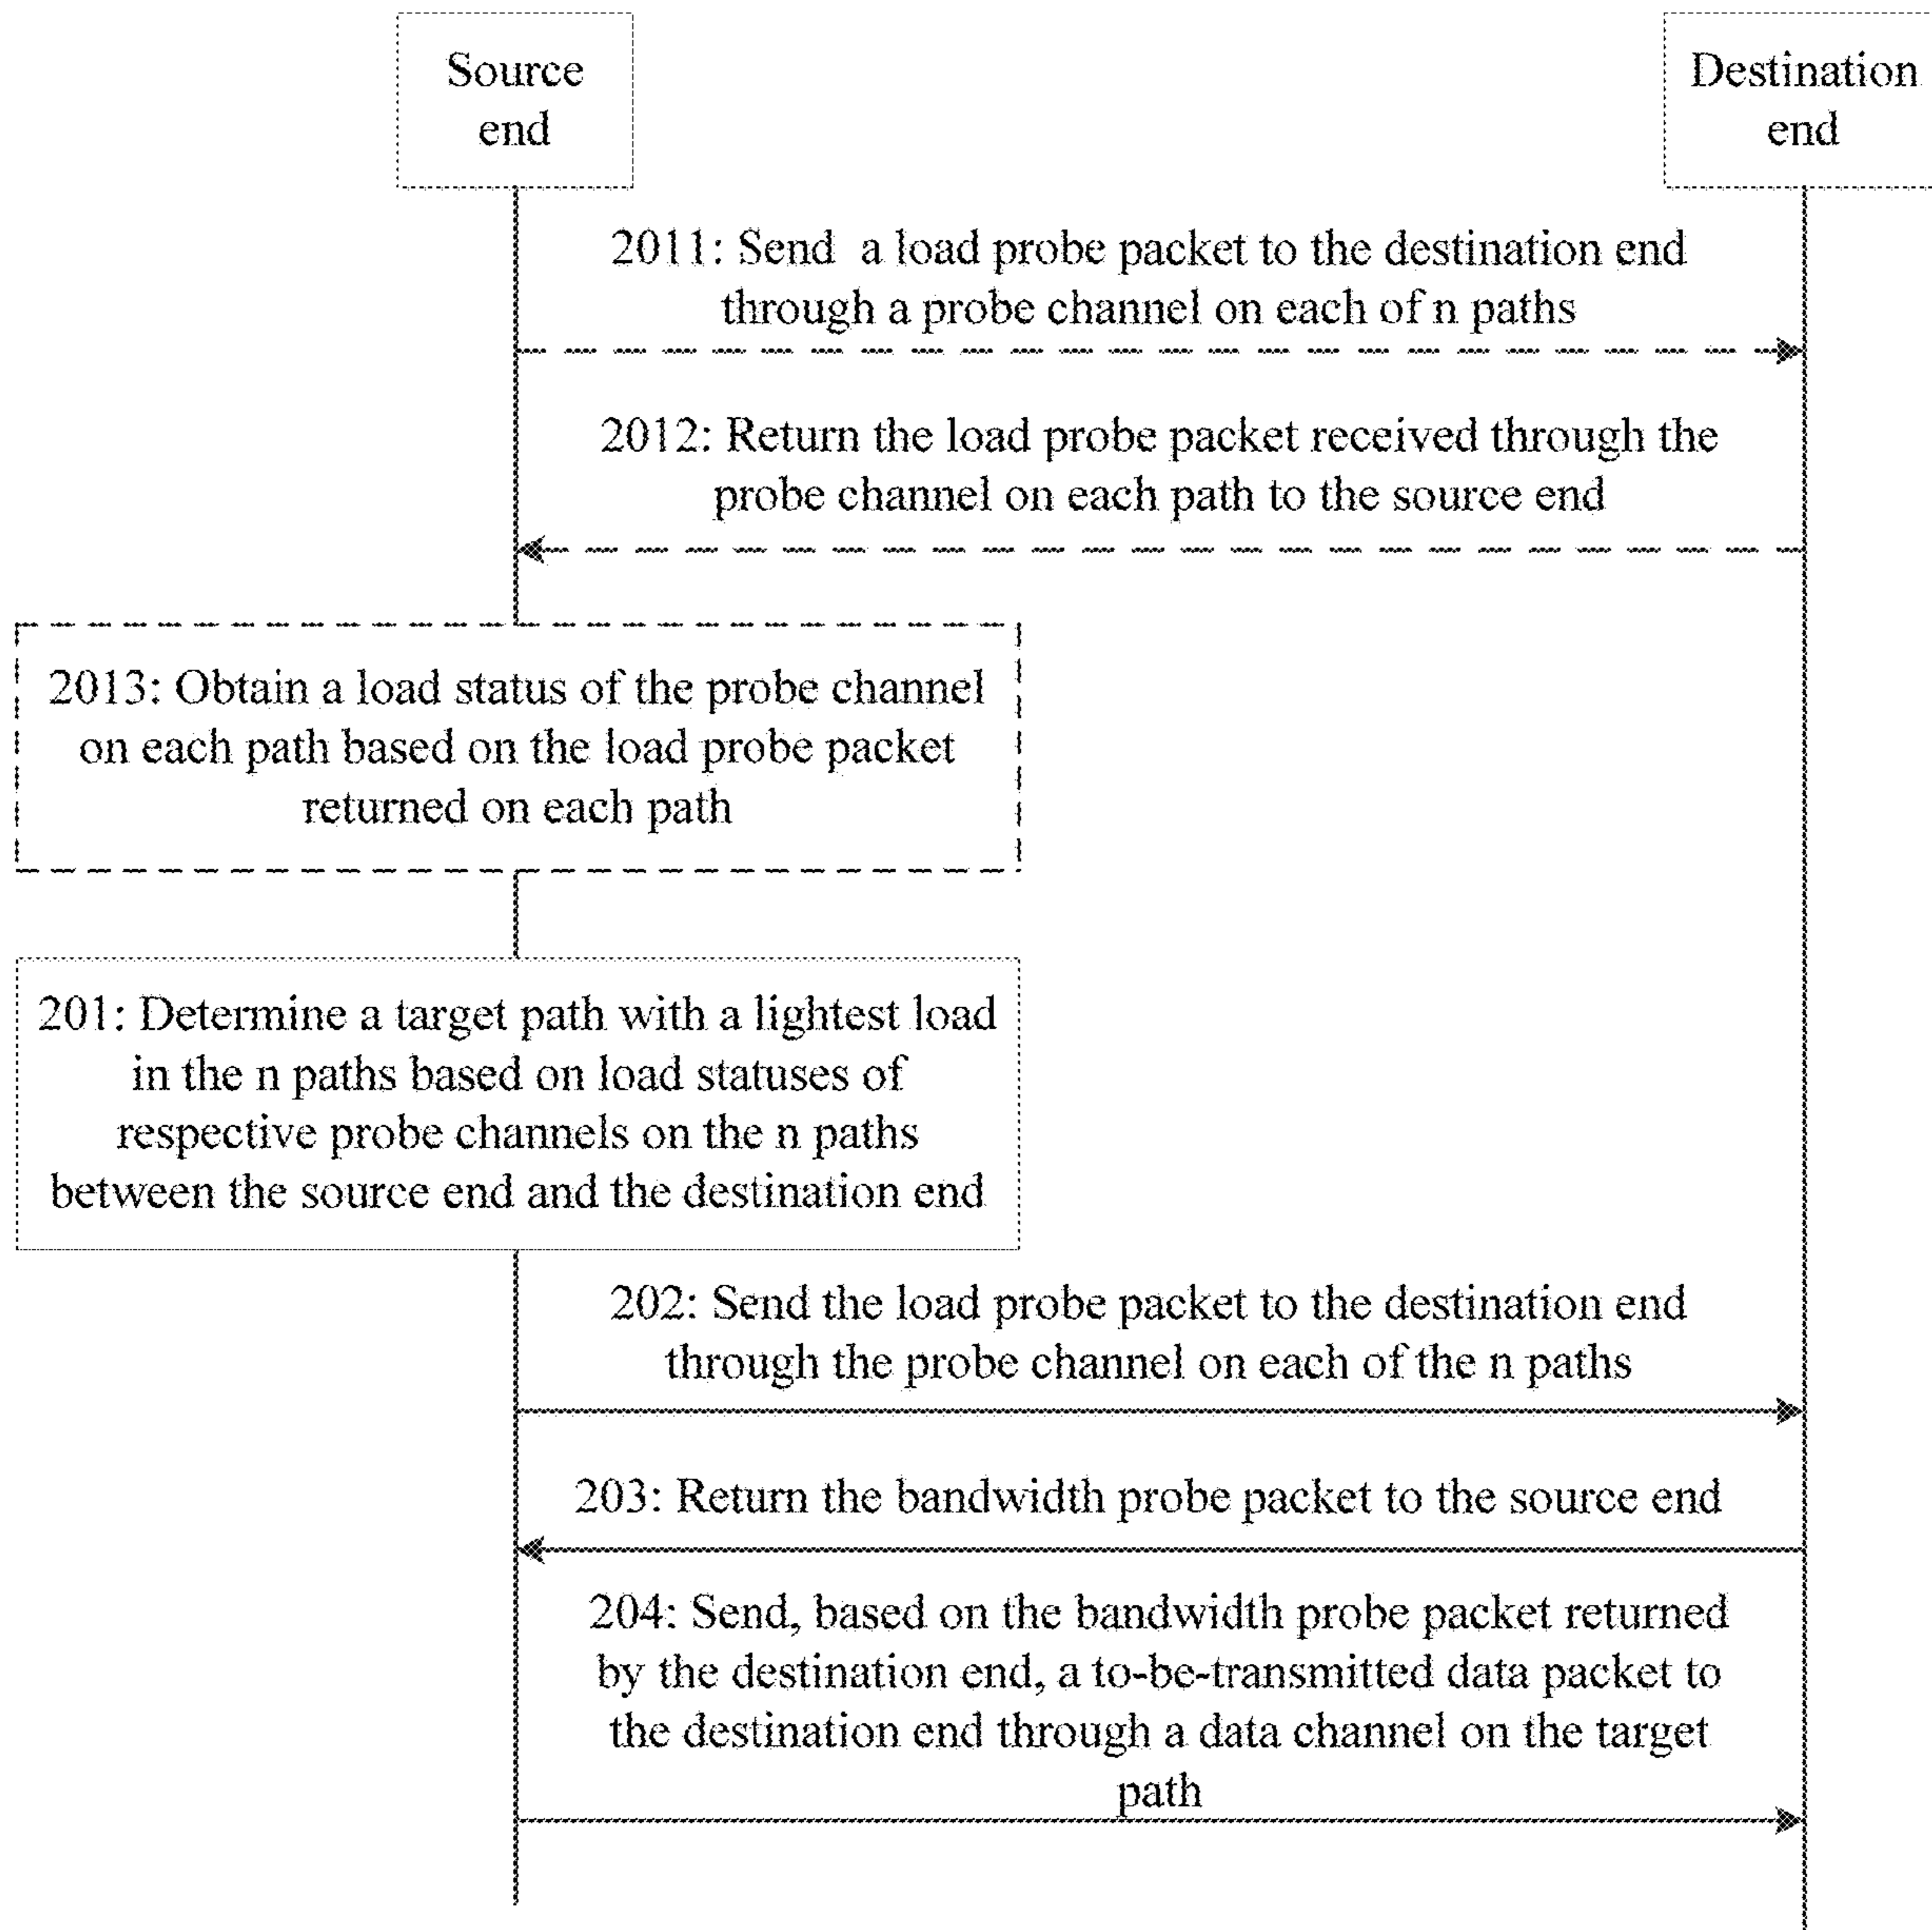 Source
end
Destination
end
2011: Send a load probe packet to the destination end
through a probe channel on each of n paths
2012: Return the load probe packet received through the
probe channel on each path to the source end
2013: Obtain a load status of the probe channel
on each path based on the load probe packet
returned on each path
201: Determine a target path with a lightest load
in the n paths based on load statuses of
respective probe channels on the n paths
between the source end and the destination end
202: Send the load probe packet to the destination end
through the probe channel on each of the n paths
203: Return the bandwidth probe packet to the source end
204: Send, based on the bandwidth probe packet returned
by the destination end, a to-be-transmitted data packet to
the destination end through a data channel on the target
path